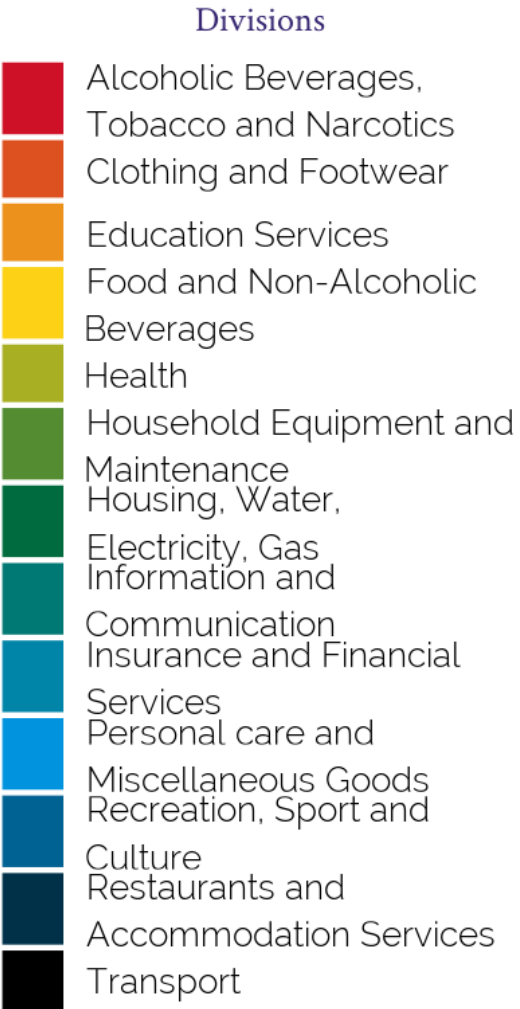 Divisions
Alcoholic Beverages,
Tobacco and Narcotics
Clothing and Footwear
Education Services
Food and Non-Alcoholic
Beverages
Health
Household Equipment and
Maintenance
Housing, Water,
Electricity, Gas
Information and
Communication
Insurance and Financial
Services
Personal care and
Miscellaneous Goods
Recreation, Sport and
Culture
Restaurants and
Accommodation Services
Transport